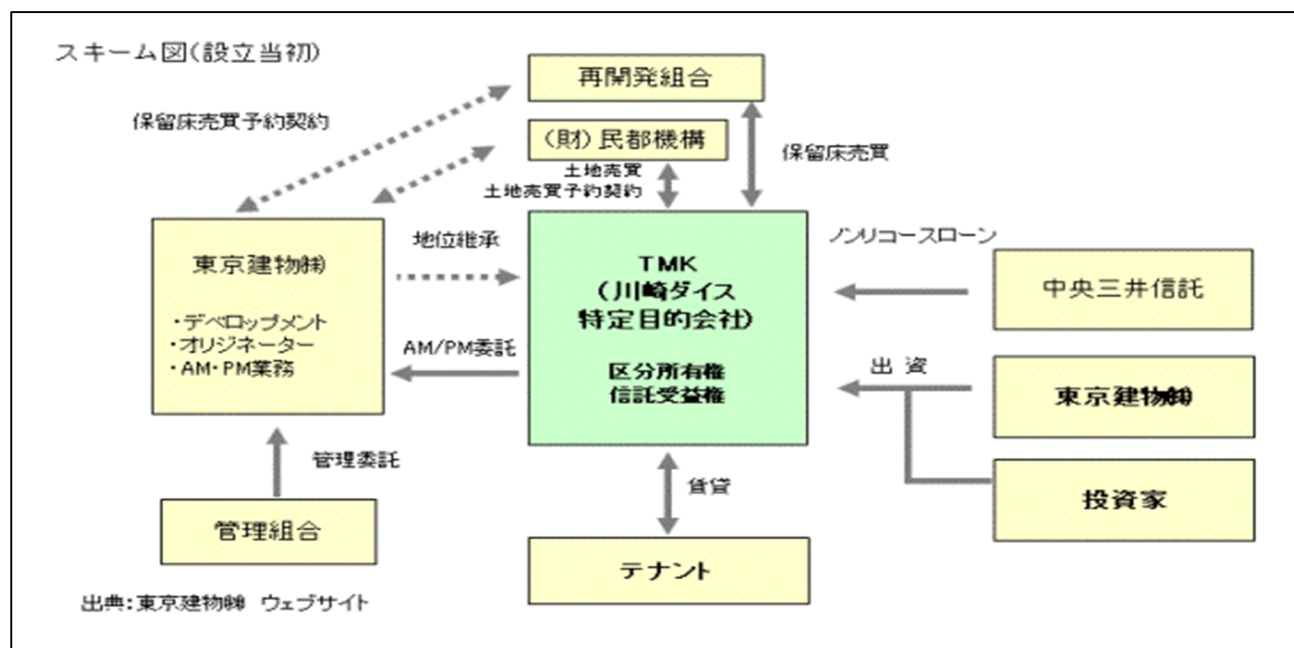 スキーム図(設立当初)
再開発組合
保留床売買予約契約
(財)民都機構
保留床売買
土地売買
土地売買予約契約
東京建物㈱
・デベロップメント
・オリジネーター
・AM・PM業務
地位継承
AM/PM委託
TMK
(川崎ダイス
特定目的会社)
区分所有権
信託受益権
ノンリコースローン
中央三井信託
出 資
東京建物㈱
投資家
管理委託
管理組合
賃貸
テナント
出典:東京建物㈱ ウェブサイト